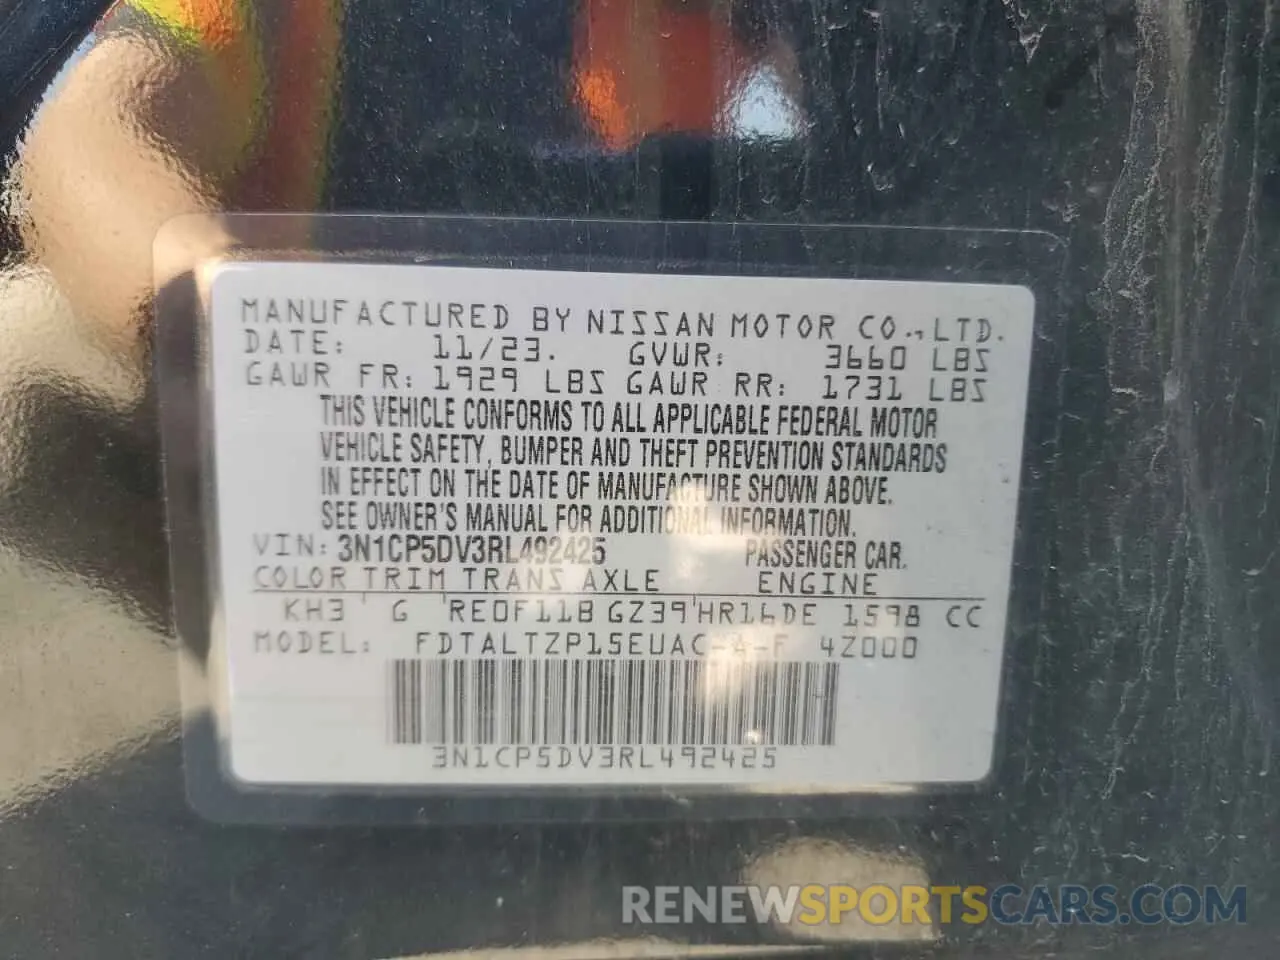 MANUFACTURED BY NISSAN MOTOR CO., LTD.
DATE: 11/23. GVWR: 3660 LBS
GAWR FR: 1929 LBS GAWR RR: 1731 LBS
THIS VEHICLE CONFORMS TO ALL APPLICABLE FEDERAL MOTOR
VEHICLE SAFETY, BUMPER AND THEFT PREVENTION STANDARDS
IN EFFECT ON THE DATE OF MANUFACTURE SHOWN ABOVE.
SEE OWNER'S MANUAL FOR ADDITIONAL INFORMATION.
VIN: 3N1CP5DV3RL492425 PASSENGER CAR.
COLOR TRIM TRANS AXLE ENGINE
KH3 ' G 'RE0F11B GZ39'HR16DE 1598 CC
MODEL: FDTALTZP15EUAC-A-F 4Z000
3N1CP5DV3RL492425
RENEWSPORTSCARS.COM